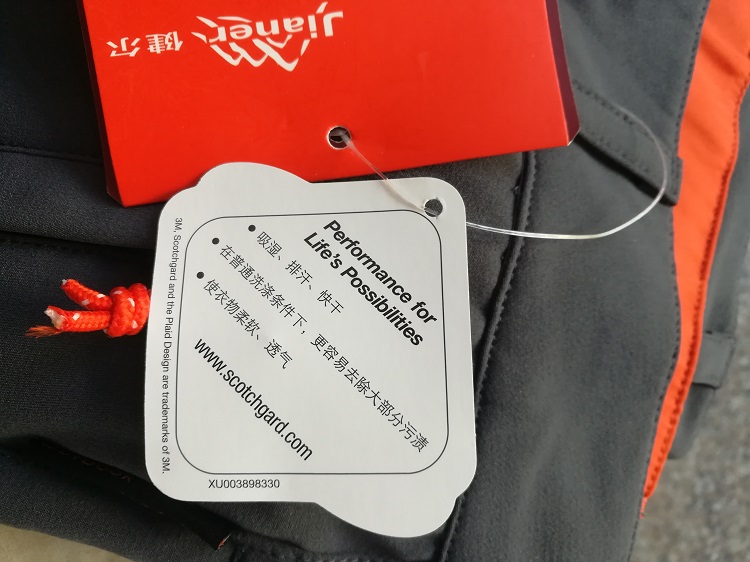 Jianer
健尔
Performance for
Life's Possibilities
吸湿、排汗、快干
在普通洗涤条件下，更容易去除大部分污渍
使衣物柔软、透气
www.scotchgard.com
3M, Scotchgard and the Plaid Design are trademarks of 3M.
XU003898330